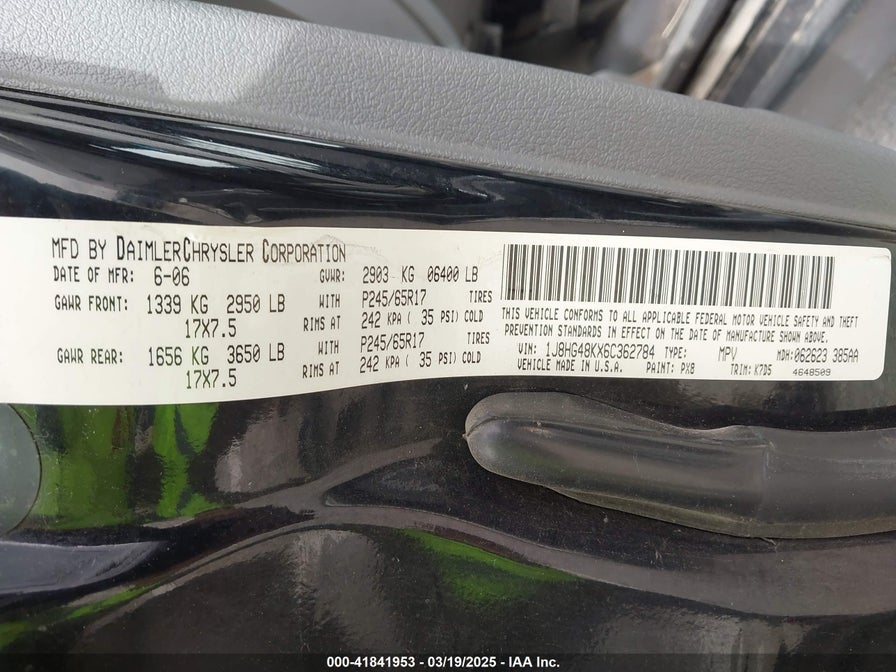 MFD BY DAIMLERCHRYSLER CORPORATION
DATE OF MFR: 6-06 GVWR: 2903 KG 06400 LB
GAWR FRONT: 1339 KG 2950 LB WITH P245/65R17 TIRES
17X7.5 RIMS AT 242 KPA ( 35 PSI) COLD
GAWR REAR: 1656 KG 3650 LB WITH P245/65R17 TIRES
17X7.5 RIMS AT 242 KPA ( 35 PSI) COLD
THIS VEHICLE CONFORMS TO ALL APPLICABLE FEDERAL MOTOR VEHICLE SAFETY AND THEFT
PREVENTION STANDARDS IN EFFECT ON THE DATE OF MANUFACTURE SHOWN ABOVE.
VIN: 1J8HG48KX6C362784 TYPE: MPV MDH: 062623 385AA
VEHICLE MADE IN U.S.A. PAINT: PX8 TRIM: K7D5 4648509
000-41841953 - 03/19/2025 - IAA Inc.